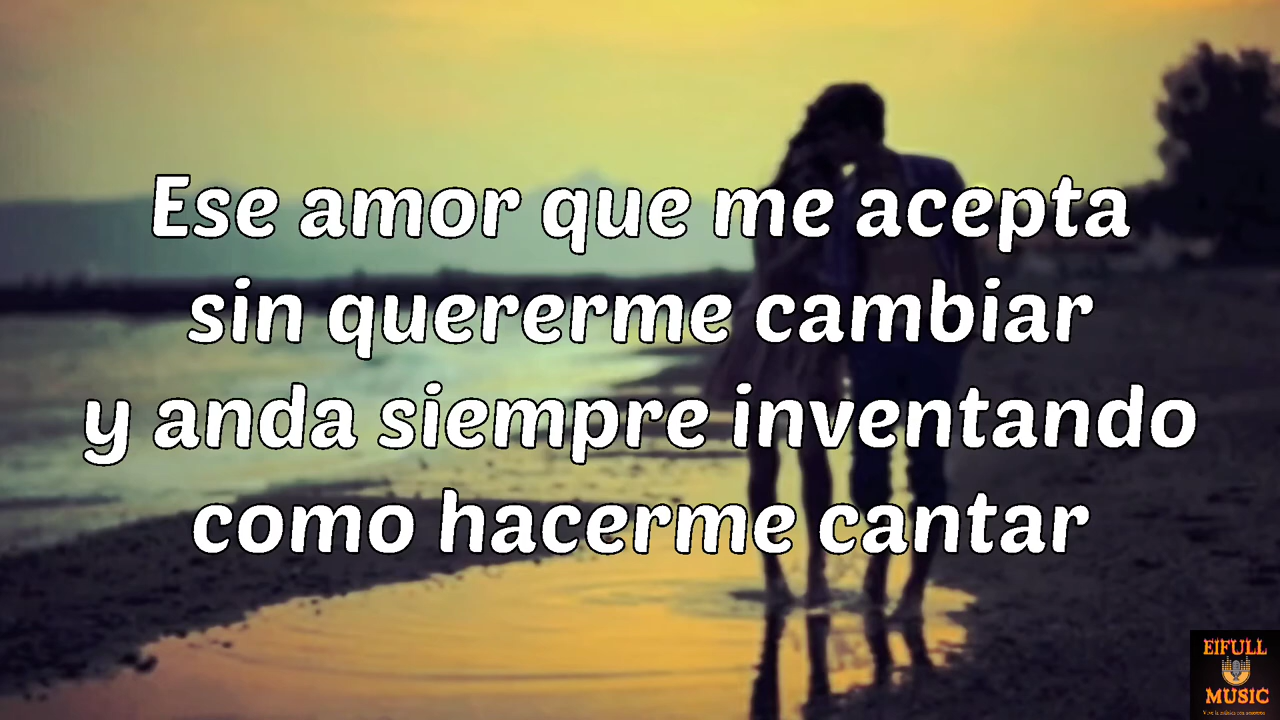 Ese amor que me acepta
sin quererme cambiar
y anda siempre inventando
como hacerme cantar
EIFULL
MUSIC